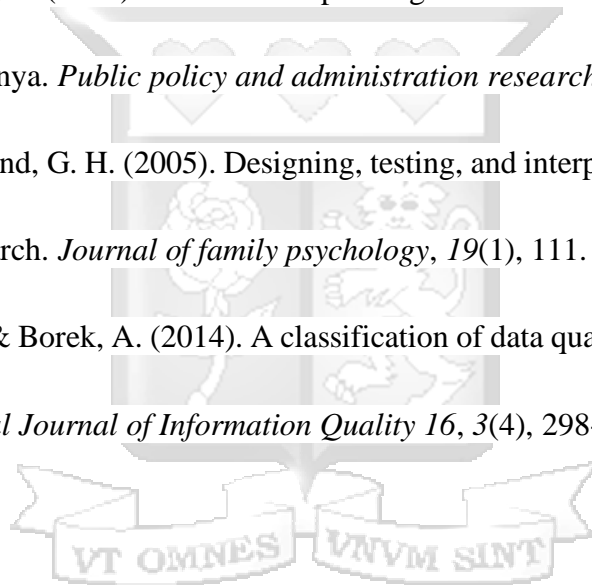 nya. Public policy and administration research
nd, G. H. (2005). Designing, testing, and interp
rch. Journal of family psychology, 19(1), 111.
& Borek, A. (2014). A classification of data qua
al Journal of Information Quality 16, 3(4), 298-
VT OMNES VNVM SINT